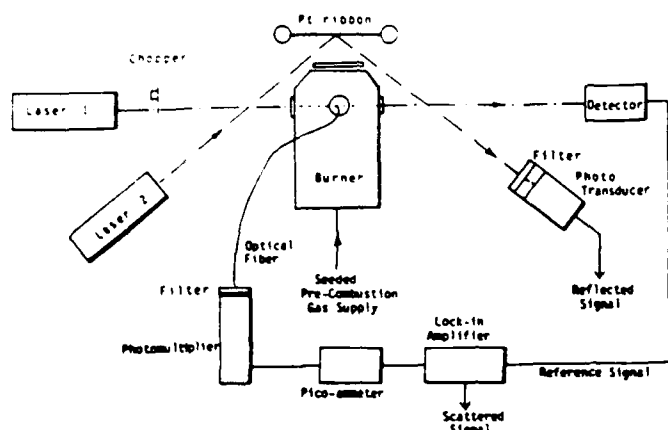 Pt ribbon
Chopper
Laser 1
Detector
Laser 2
Burner
Filter
Photo
Transducer
Optical
Fiber
Seeded
Pre-Combustion
Gas Supply
Reflected
Signal
Filter
Photomultiplier
Lock-in
Amplifier
Pico-ammeter
Reference Signal
Scattered
Signal